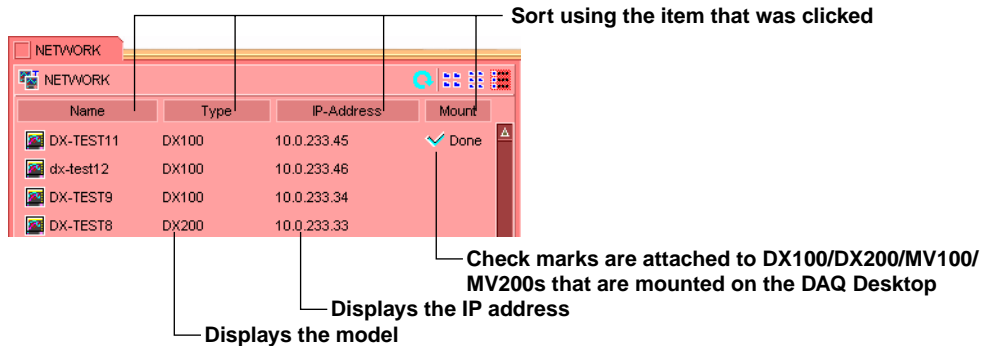 Sort using the item that was clicked
NETWORK
NETWORK
Name Type IP-Address Mount
DX-TEST11 DX100 10.0.233.45 Done
dx-test12 DX100 10.0.233.46
DX-TEST9 DX100 10.0.233.34
DX-TEST8 DX200 10.0.233.33
Check marks are attached to DX100/DX200/MV100/
MV200s that are mounted on the DAQ Desktop
Displays the IP address
Displays the model